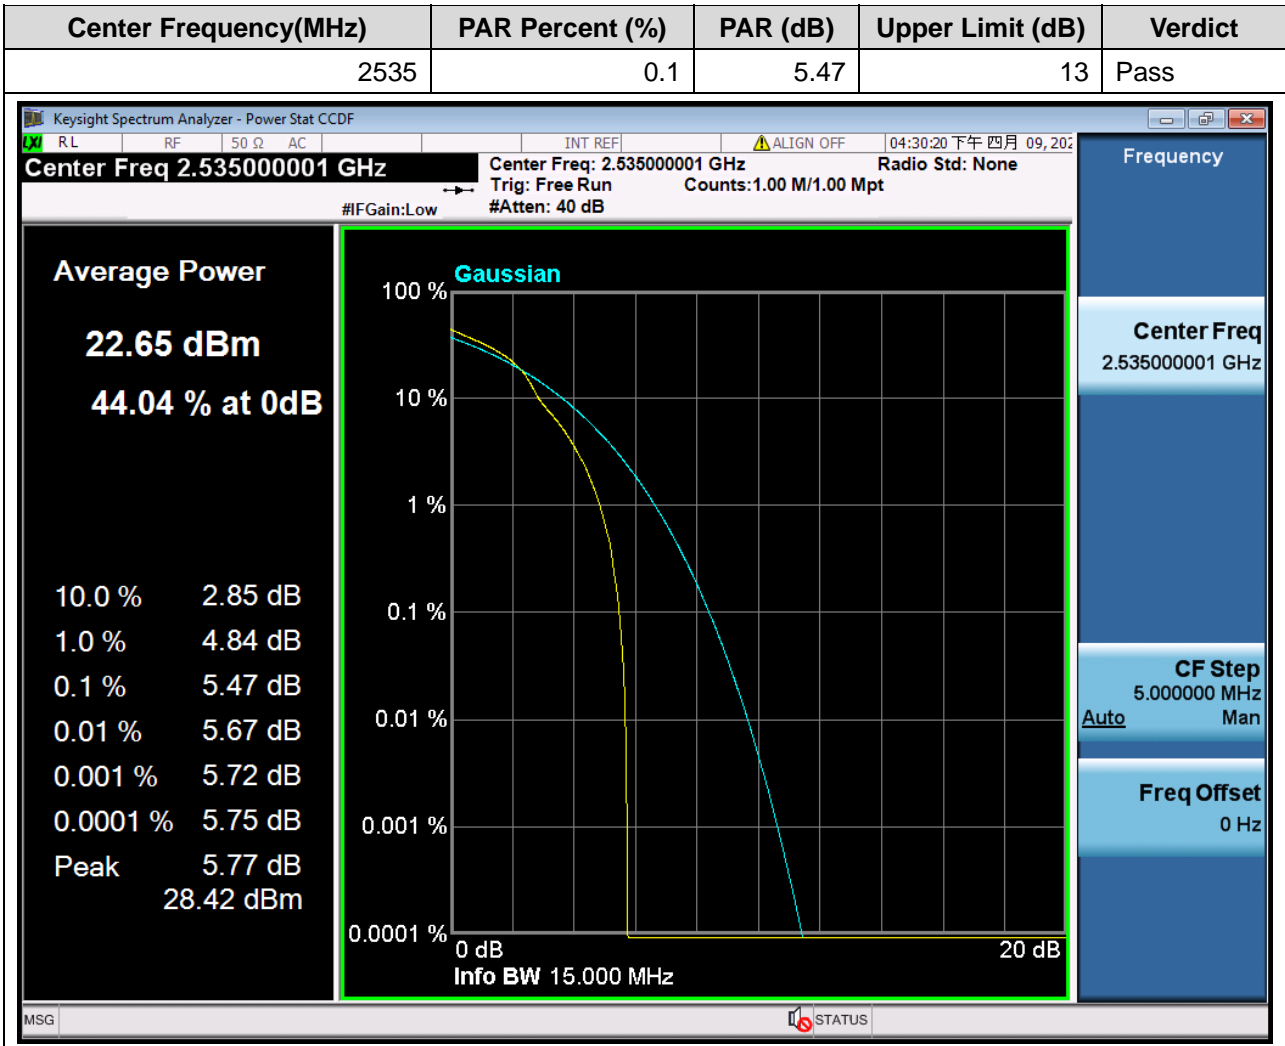 Center Frequency(MHz) PAR Percent (%) PAR (dB) Upper Limit (dB) Verdict
2535 0.1 5.47 13 Pass
Keysight Spectrum Analyzer - Power Stat CCDF
LXI RL RF 50 Ω AC INT REF ALIGN OFF 04:30:20 下午 四月 09, 202
Center Freq 2.535000001 GHz
#IFGain:Low
Center Freq: 2.535000001 GHz Radio Std: None
Trig: Free Run Counts:1.00 M/1.00 Mpt
#Atten: 40 dB
Average Power
22.65 dBm
44.04 % at 0dB
10.0 % 2.85 dB
1.0 % 4.84 dB
0.1 % 5.47 dB
0.01 % 5.67 dB
0.001 % 5.72 dB
0.0001 % 5.75 dB
Peak 5.77 dB
28.42 dBm
Gaussian
100 %
10 %
1 %
0.1 %
0.01 %
0.001 %
0.0001 %
0 dB 20 dB
Info BW 15.000 MHz
Frequency
Center Freq
2.535000001 GHz
CF Step
5.000000 MHz
Auto Man
Freq Offset
0 Hz
MSG STATUS